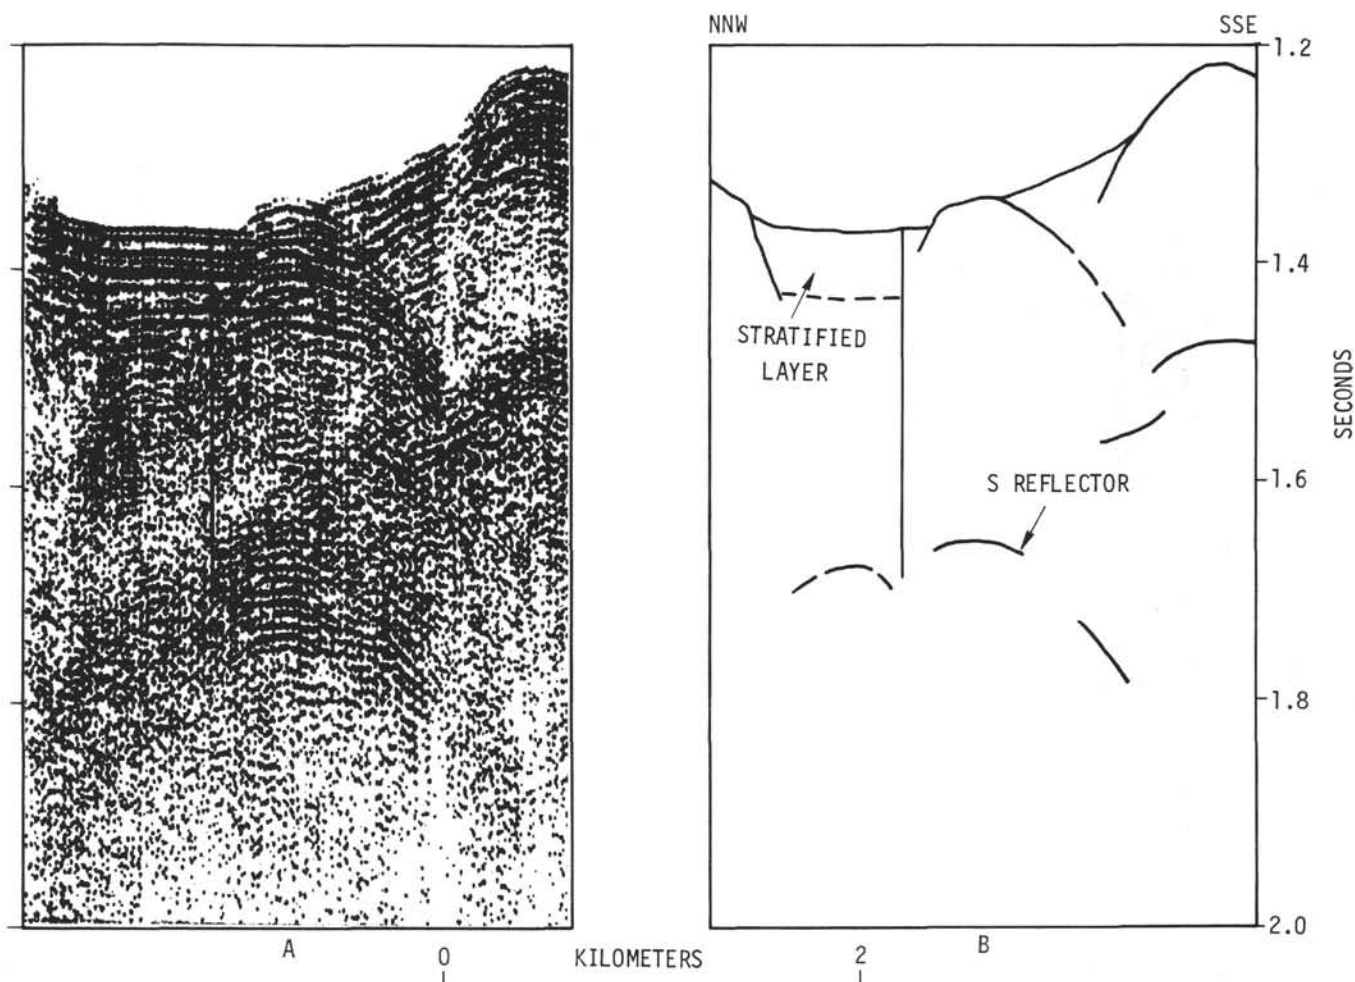 NNW SSE
1.2
1.4
STRATIFIED
LAYER
SECONDS
S REFLECTOR
1.6
1.8
2.0
A B
0 KILOMETERS 2